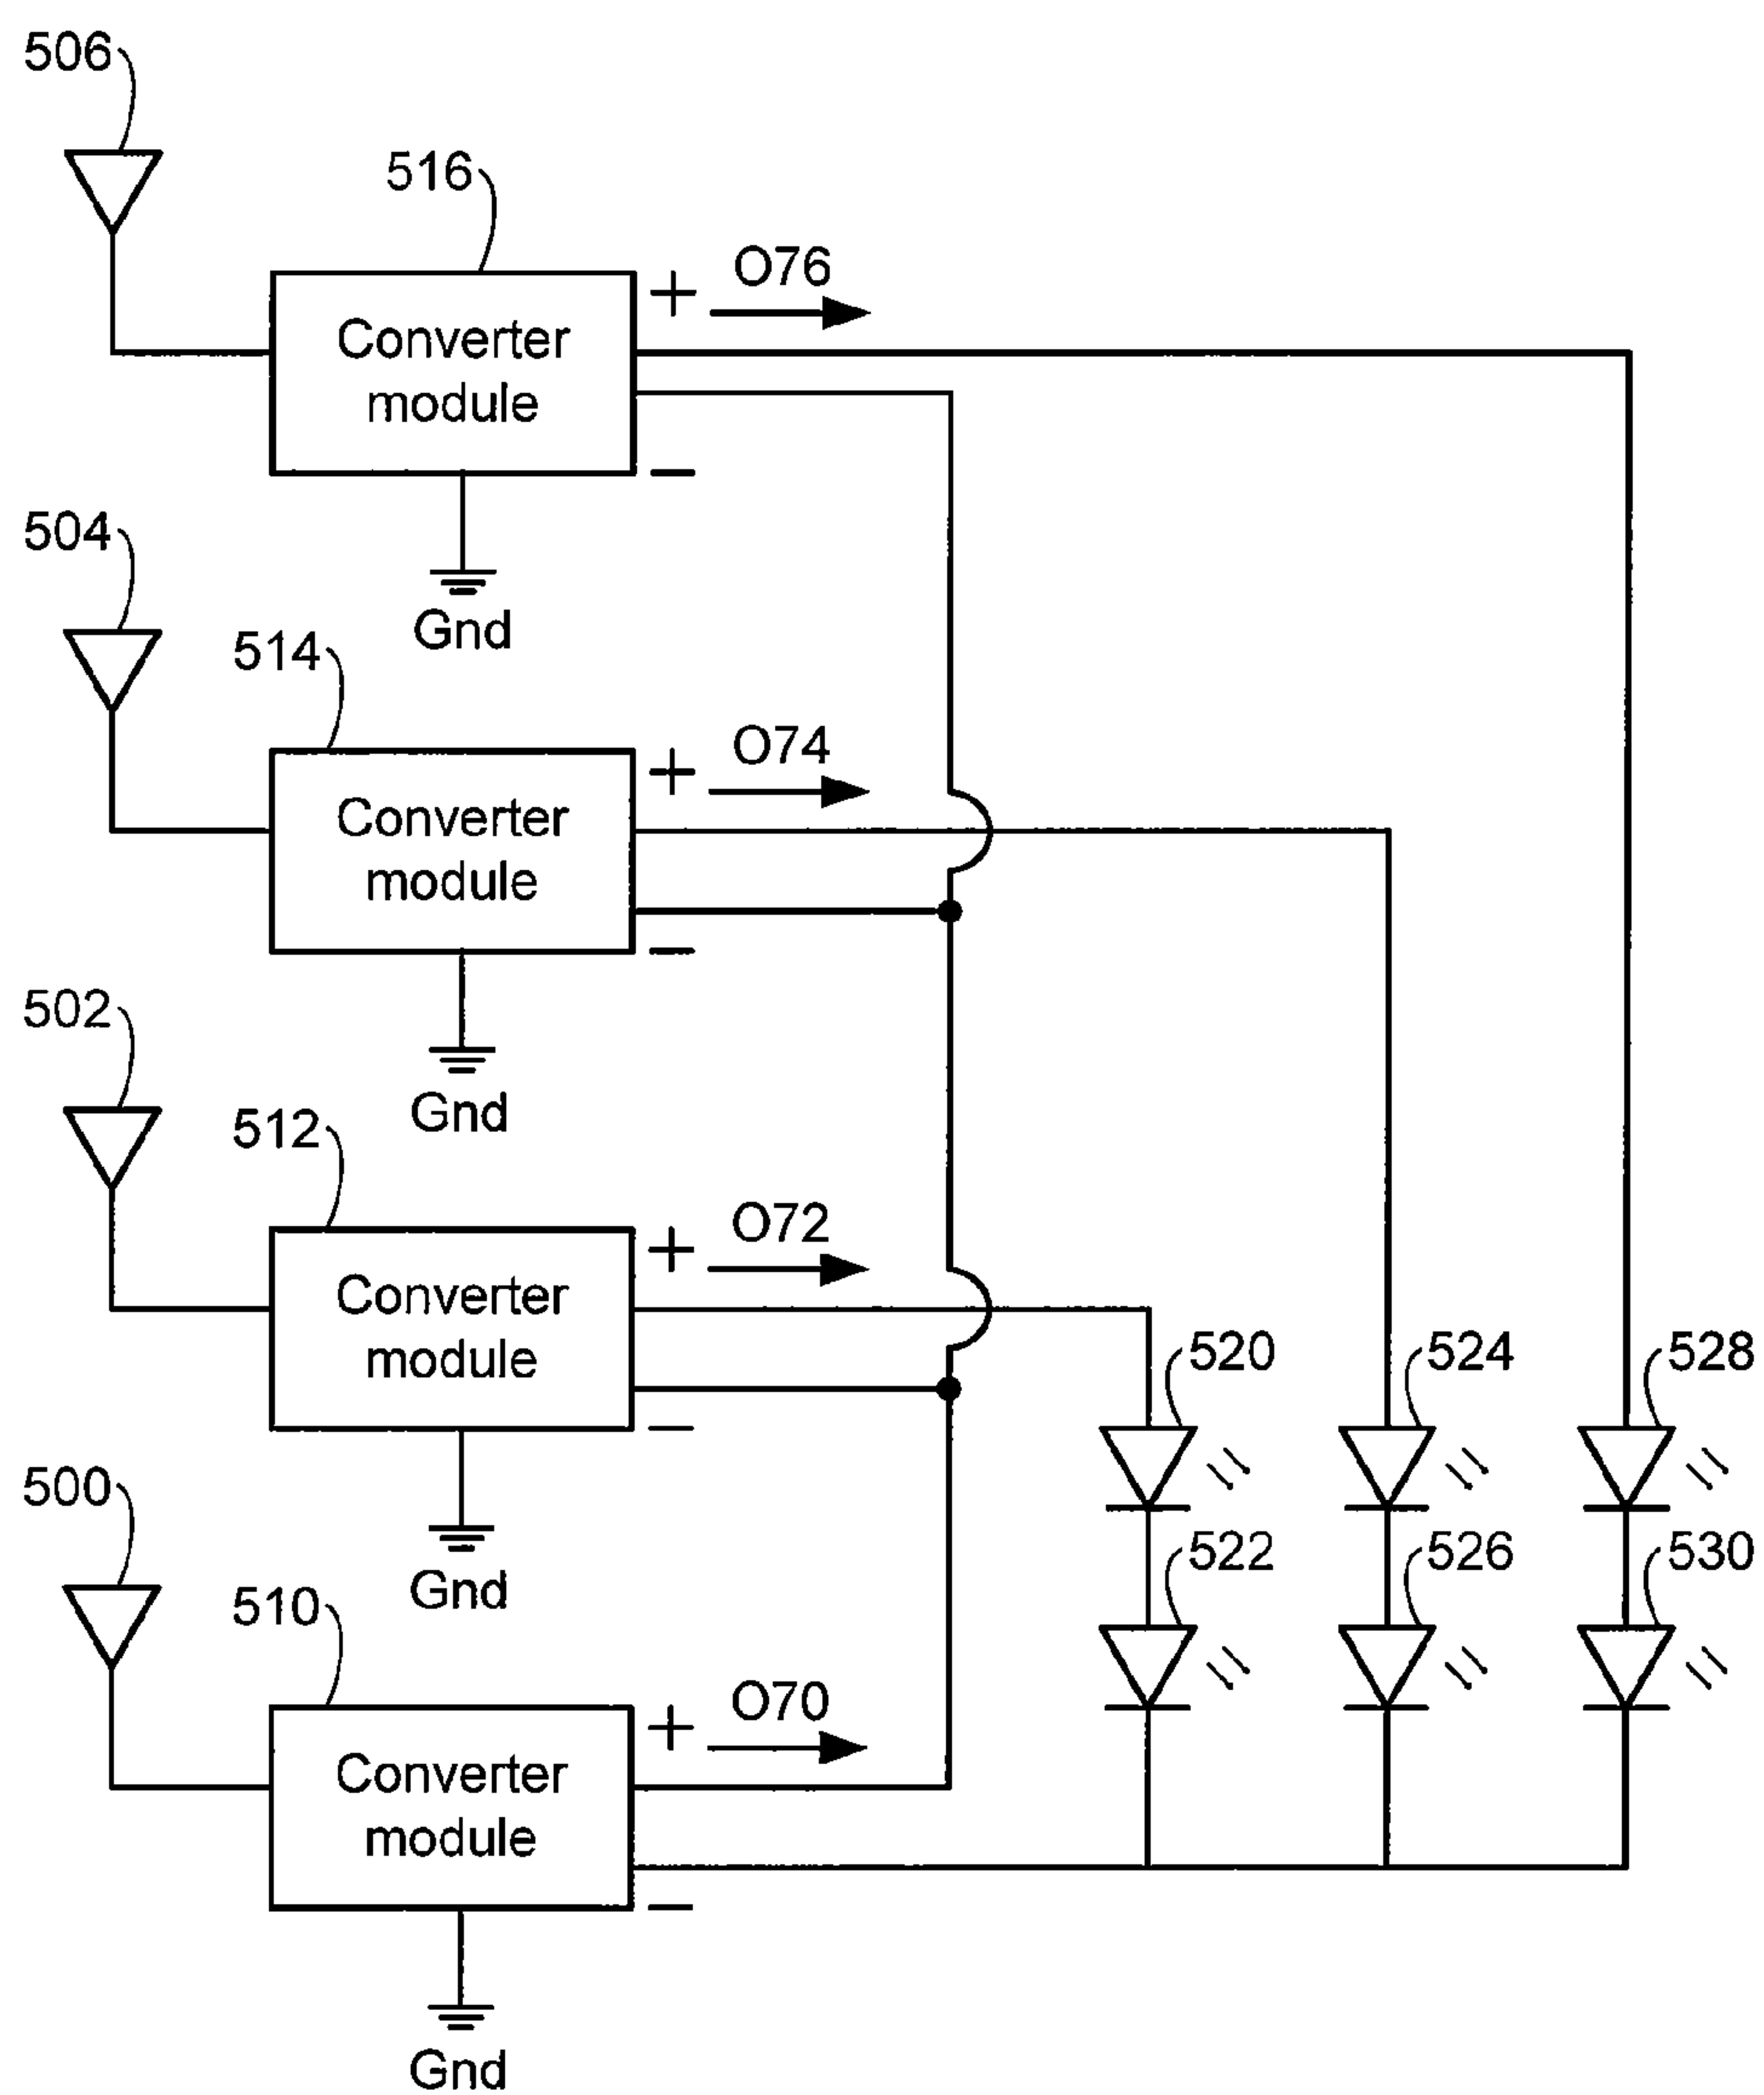 506
516
+ O76
Converter
module
−
Gnd
504
514
+ O74
Converter
module
−
Gnd
502
512
+ O72
Converter
module
−
Gnd
520 524 528
522 526 530
500
510
+ O70
Converter
module
−
Gnd